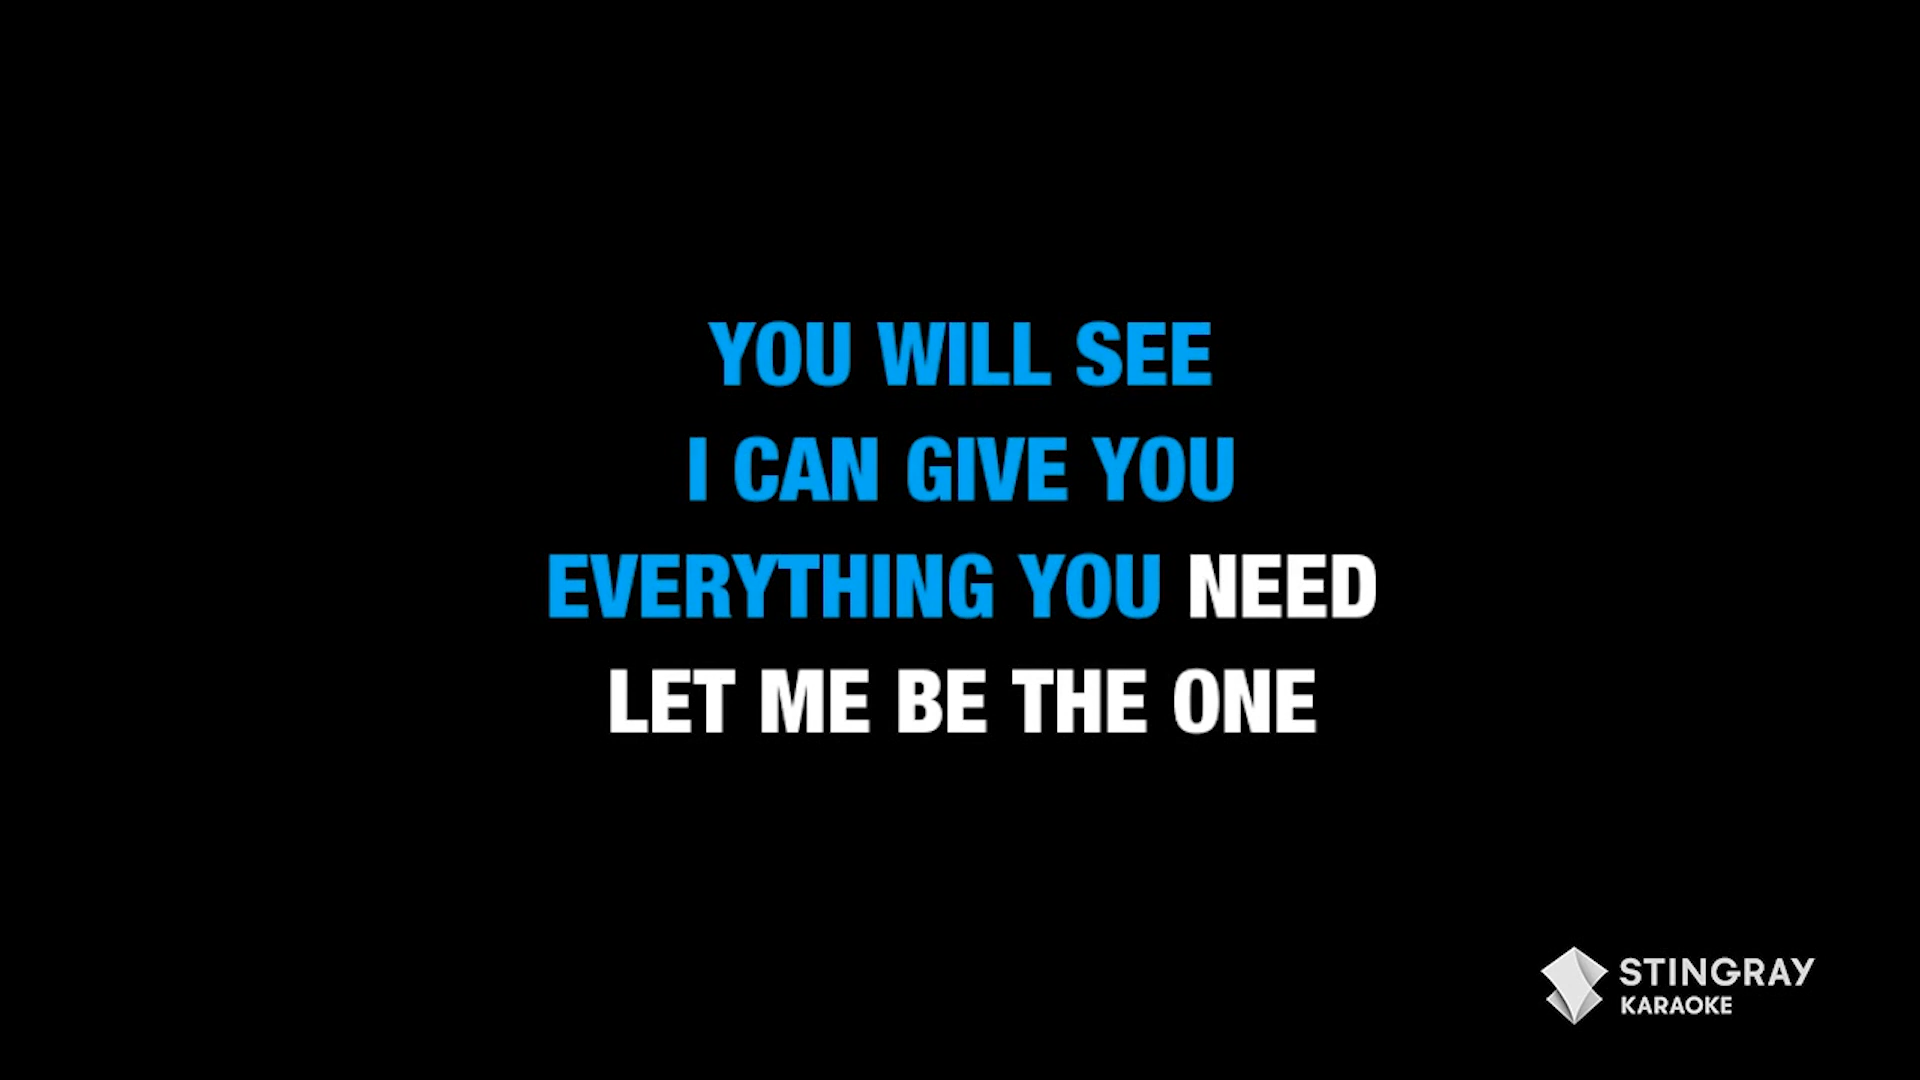 YOU WILL SEE
I CAN GIVE YOU
EVERYTHING YOU NEED
LET ME BE THE ONE
STINGRAY
KARAOKE